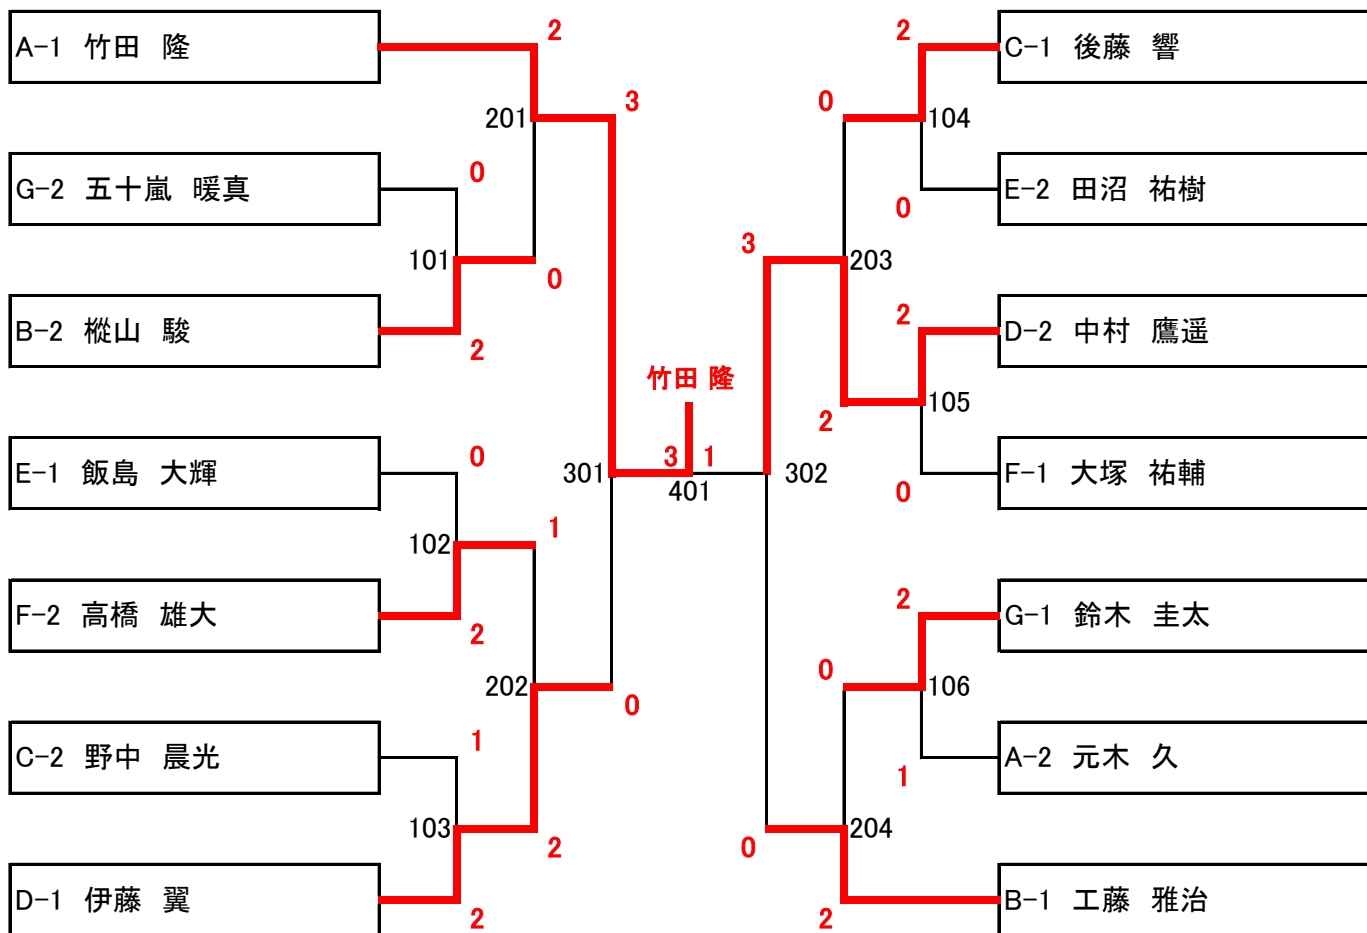 A-1 竹田 隆
2
2
C-1 後藤 響
3
0
201
104
0
G-2 五十嵐 暖真
E-2 田沼 祐樹
0
3
101
203
0
B-2 樅山 駿
2
D-2 中村 鷹遥
2
竹田 隆
105
2
0
E-1 飯島 大輝
301
3
1
302
F-1 大塚 祐輔
401
0
1
102
2
F-2 高橋 雄大
G-1 鈴木 圭太
2
0
202
106
0
1
C-2 野中 晨光
A-2 元木 久
1
103
204
2
0
D-1 伊藤 翼
B-1 工藤 雅治
2
2